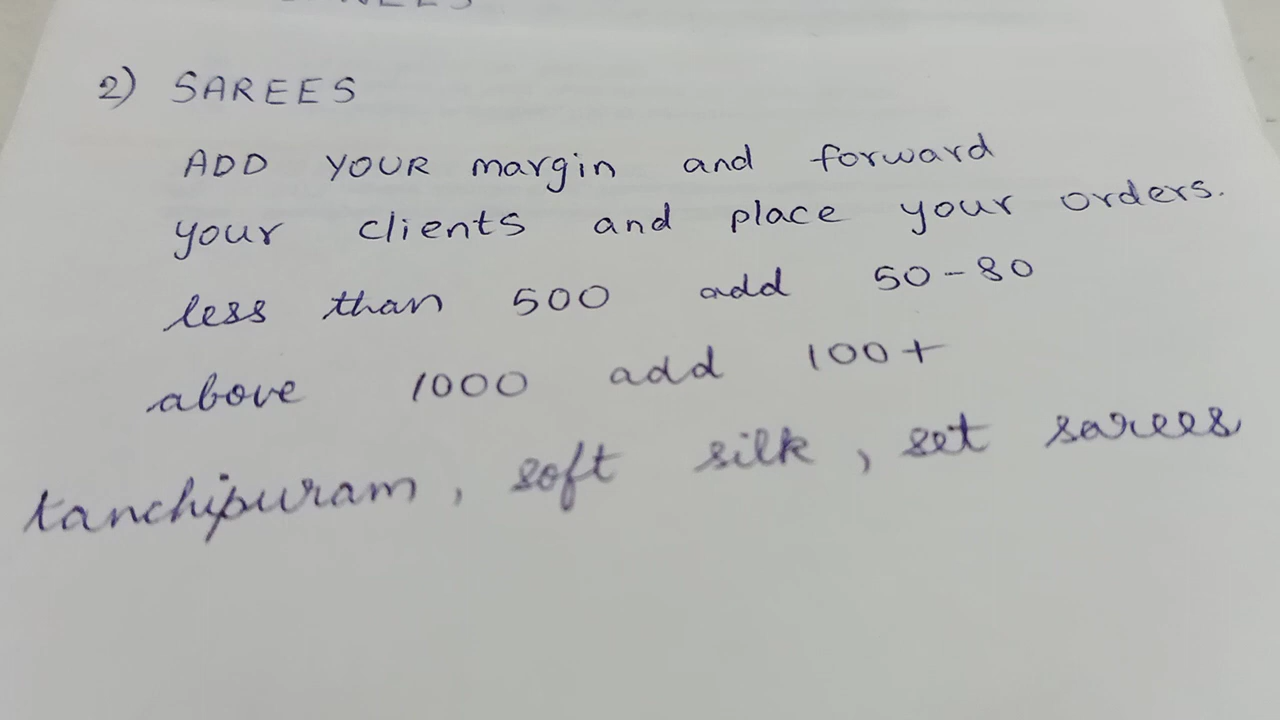 2) SAREES
ADD YOUR margin and forward
your clients and place your orders.
less than 500 add 50-80
above 1000 add 100+
kanchipuram, soft silk, set sarees